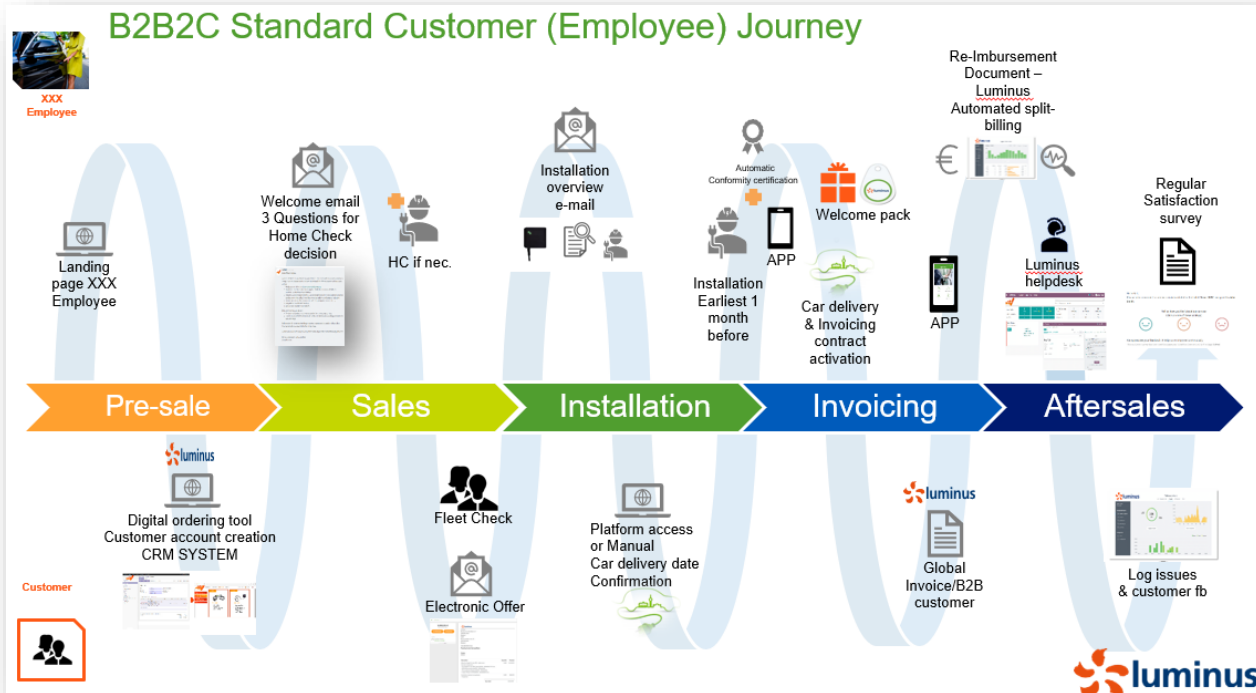 B2B2C Standard Customer (Employee) Journey
XXX
Employee
Landing
page XXX
Employee
Welcome email
3 Questions for
Home Check
decision
HC if nec.
Installation
overview
e-mail
Automatic
Conformity certification
Installation
Earliest 1
month
before
APP
luminus
Welcome pack
Car delivery
& Invoicing
contract
activation
Re-Imbursement
Document –
Luminus
Automated split-
billing
APP
Luminus
helpdesk
Regular
Satisfaction
survey
Pre-sale
Sales
Installation
Invoicing
Aftersales
luminus
Digital ordering tool
Customer account creation
CRM SYSTEM
Fleet Check
Electronic Offer
Platform access
or Manual
Car delivery date
Confirmation
luminus
Global
Invoice/B2B
customer
luminus
Log issues
& customer fb
Customer
luminus